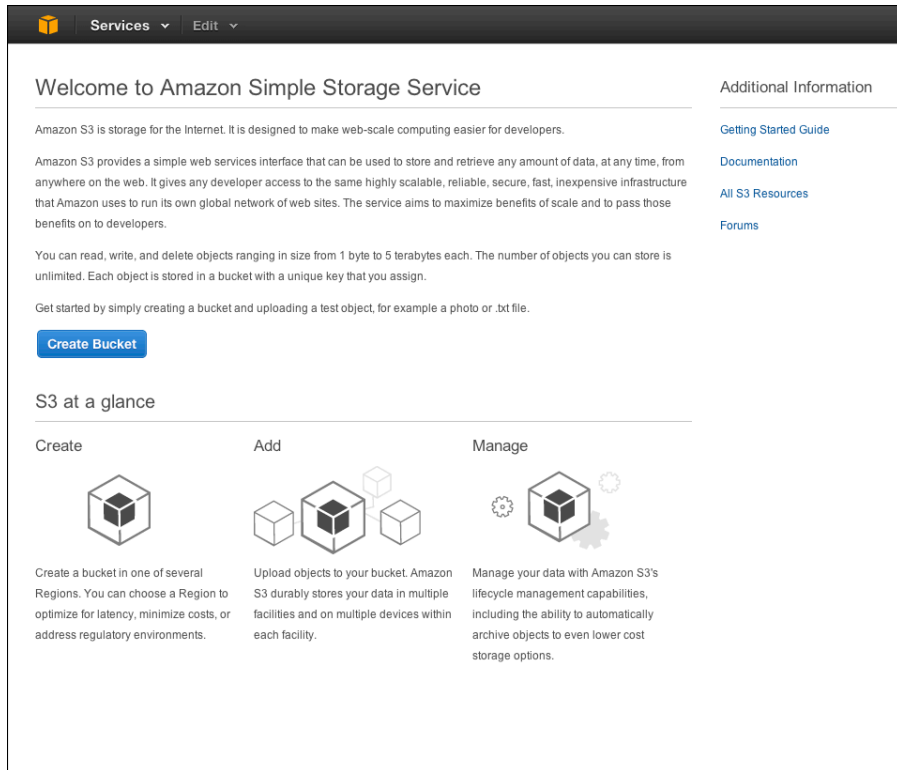 Services Edit
Welcome to Amazon Simple Storage Service
Amazon S3 is storage for the Internet. It is designed to make web-scale computing easier for developers.
Amazon S3 provides a simple web services interface that can be used to store and retrieve any amount of data, at any time, from
anywhere on the web. It gives any developer access to the same highly scalable, reliable, secure, fast, inexpensive infrastructure
that Amazon uses to run its own global network of web sites. The service aims to maximize benefits of scale and to pass those
benefits on to developers.
You can read, write, and delete objects ranging in size from 1 byte to 5 terabytes each. The number of objects you can store is
unlimited. Each object is stored in a bucket with a unique key that you assign.
Get started by simply creating a bucket and uploading a test object, for example a photo or .txt file.
Create Bucket
S3 at a glance
Create
Create a bucket in one of several
Regions. You can choose a Region to
optimize for latency, minimize costs, or
address regulatory environments.
Add
Upload objects to your bucket. Amazon
S3 durably stores your data in multiple
facilities and on multiple devices within
each facility.
Manage
Manage your data with Amazon S3's
lifecycle management capabilities,
including the ability to automatically
archive objects to even lower cost
storage options.
Additional Information
Getting Started Guide
Documentation
All S3 Resources
Forums